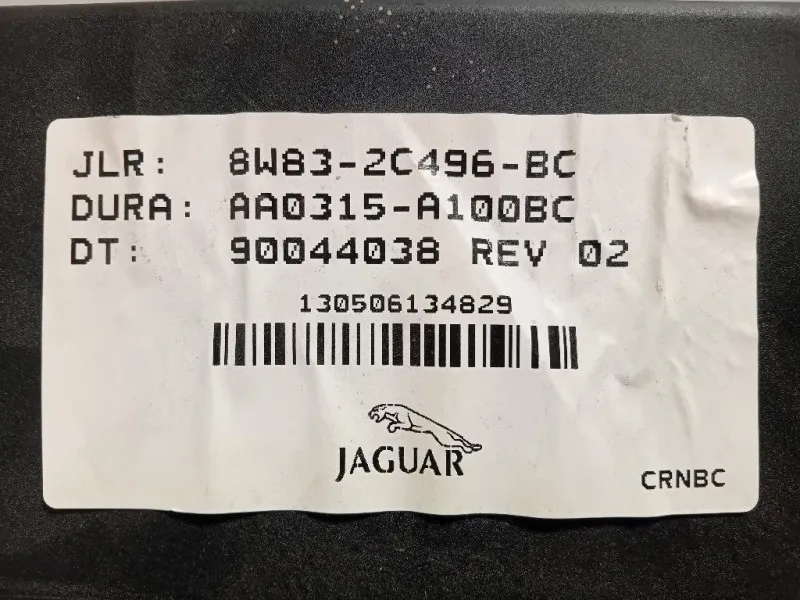 JLR: 8W83-2C496-BC
DURA: AA0315-A100BC
DT: 90044038 REV 02
130506134829
JAGUAR
CRNBC